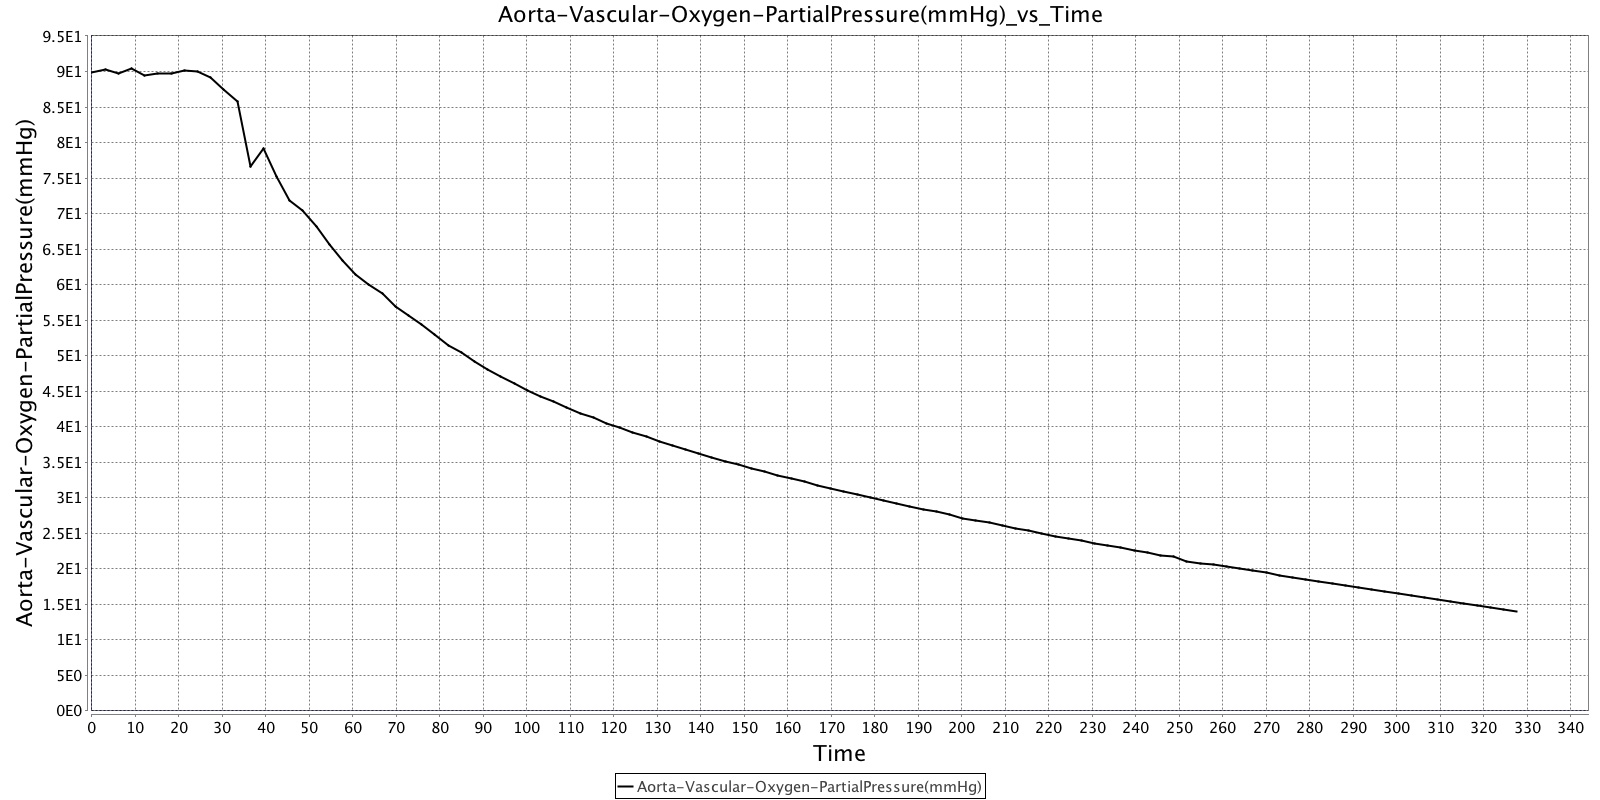 Aorta-Vascular-Oxygen-PartialPressure(mmHg)_vs_Time
Aorta-Vascular-Oxygen-PartialPressure(mmHg)
9.5E1
9E1
8.5E1
8E1
7.5E1
7E1
6.5E1
6E1
5.5E1
5E1
4.5E1
4E1
3.5E1
3E1
2.5E1
2E1
1.5E1
1E1
5E0
0E0
0 10 20 30 40 50 60 70 80 90 100 110 120 130 140 150 160 170 180 190 200 210 220 230 240 250 260 270 280 290 300 310 320 330 340
Time
Aorta-Vascular-Oxygen-PartialPressure(mmHg)